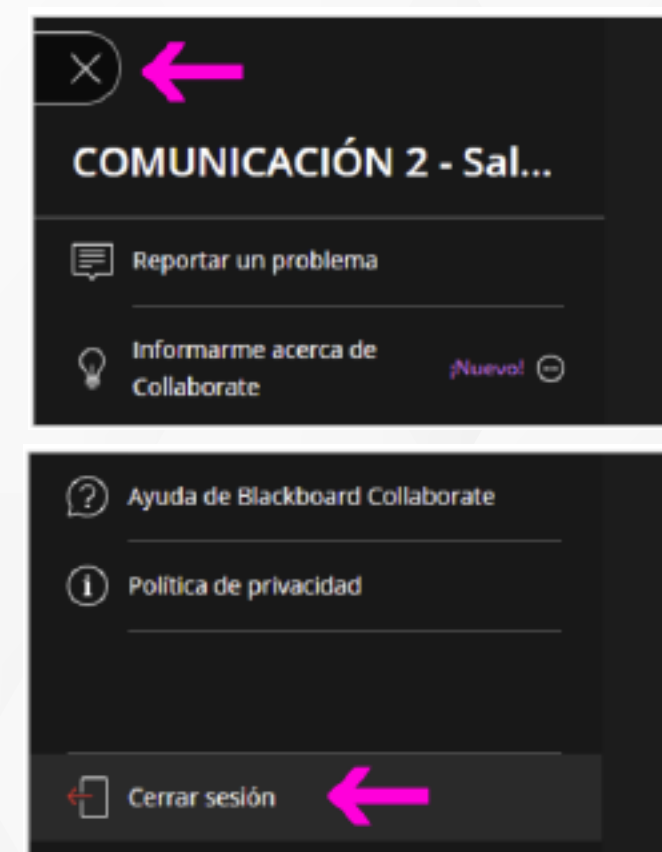 COMUNICACIÓN 2 - Sal...
Reportar un problema
Informarme acerca de
Collaborate
¡Nuevo!
Ayuda de Blackboard Collaborate
Política de privacidad
Cerrar sesión